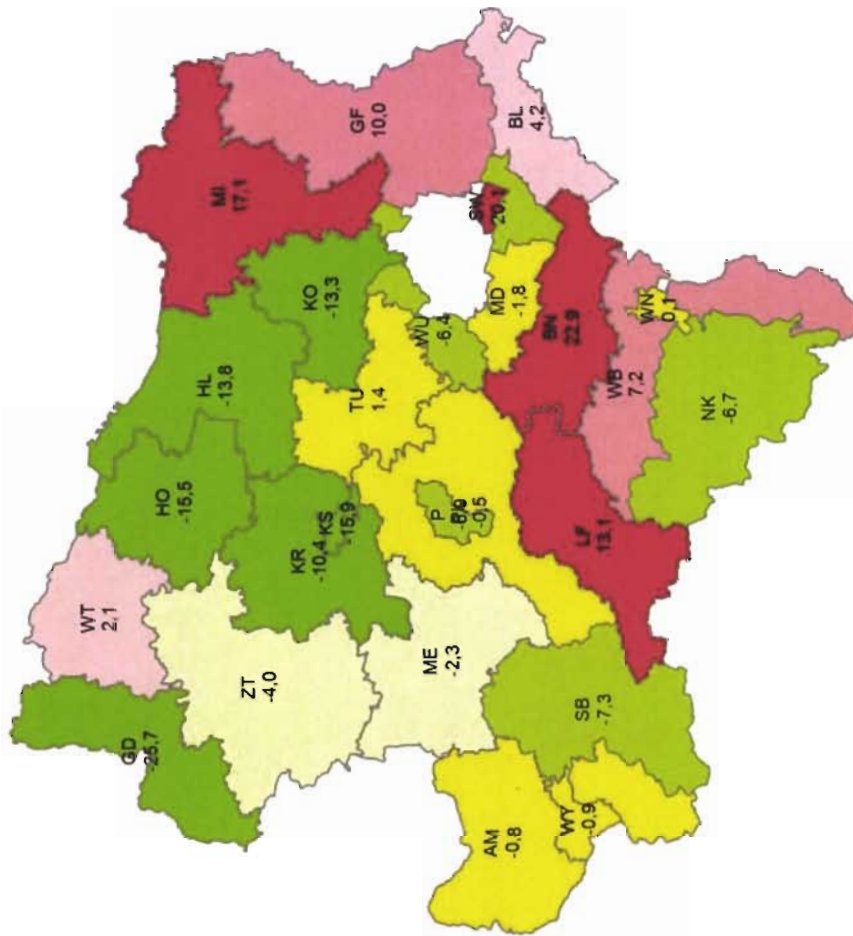 GD
-25,7
WT
2,1
HO
-15,5
HL
-13,8
MI
17,1
GF
10,0
KO
-13,3
ZT
-4,0
KR
-10,4
KS
-15,9
TU
1,4
WU
-6,4
SW
20,1
BL
4,2
MD
-1,8
ME
-2,3
P
-0,5
BN
22,9
AM
-0,8
WY
-0,9
SB
-7,3
LF
13,1
WB
7,2
WN
0,1
NK
-6,7